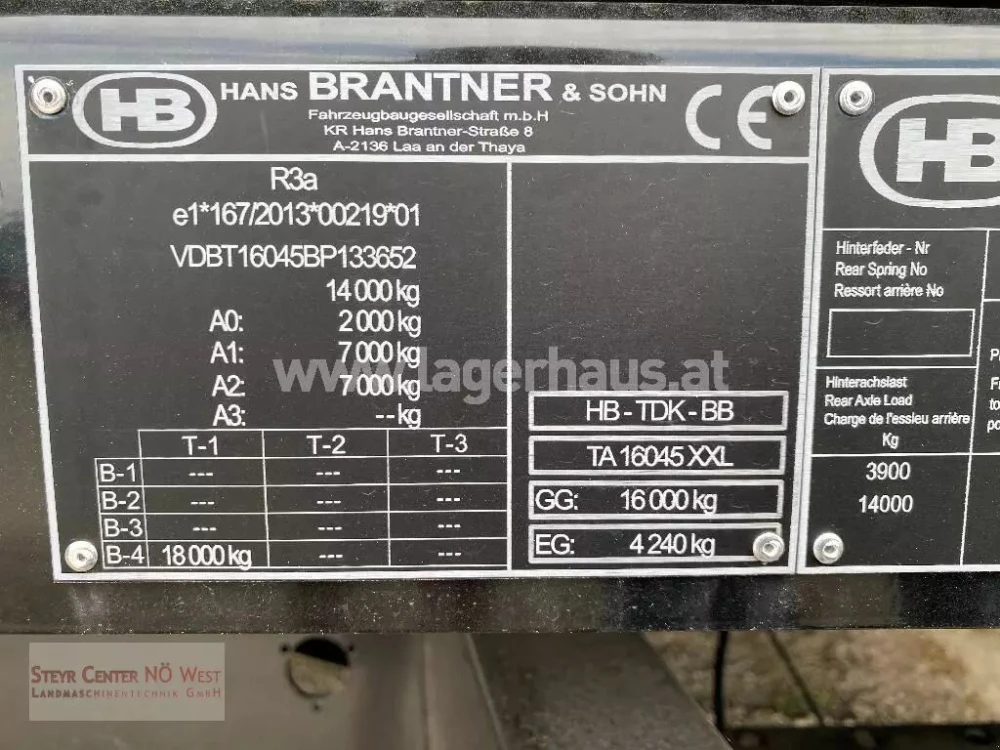 HB HANS BRANTNER & SOHN CE
Fahrzeugbaugesellschaft m.b.H
KR Hans Brantner-Straße 8
A-2136 Laa an der Thaya
R3a
e1*167/2013*00219*01
VDBT16045BP133652
14 000 kg
A0: 2 000 kg
A1: 7 000 kg
A2: 7 000 kg
A3: -- kg
T-1 T-2 T-3
B-1 --- --- ---
B-2 --- --- ---
B-3 --- --- ---
B-4 18 000 kg --- ---
HB - TDK - BB
TA 16045 XXL
GG: 16 000 kg
EG: 4 240 kg
HB
Hinterfeder - Nr
Rear Spring No
Ressort arrière No
Hinterachslast
Rear Axle Load
Charge de l'essieu arrière
Kg
3900
14000
www.lagerhaus.at
STEYR CENTER NÖ WEST
LANDMASCHINENTECHNIK GMBH